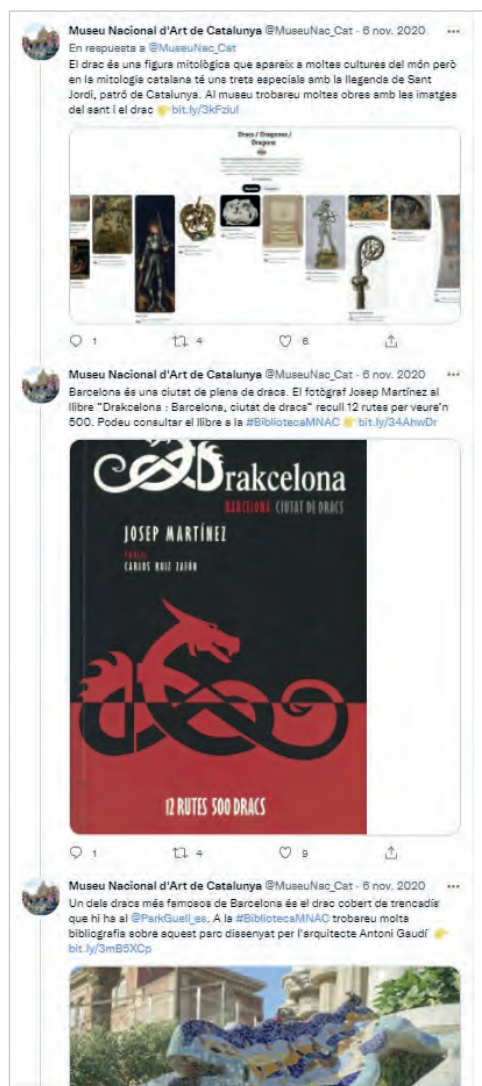 Museu Nacional d'Art de Catalunya @MuseuNac_Cat · 6 nov. 2020 ···
En respuesta a @MuseuNac_Cat
El drac és una figura mitològica que apareix a moltes cultures del món però
en la mitologia catalana té uns trets especials amb la llegenda de Sant
Jordi, patró de Catalunya. Al museu trobareu moltes obres amb les imatges
del sant i el drac 👉 bit.ly/3kFziuI
Dracs / Dragones /
Dragons
1 4 6
Museu Nacional d'Art de Catalunya @MuseuNac_Cat · 6 nov. 2020 ···
Barcelona és una ciutat de plena de dracs. El fotògraf Josep Martínez al
llibre "Drakcelona : Barcelona, ciutat de dracs" recull 12 rutes per veure'n
500. Podeu consultar el llibre a la #BibliotecaMNAC 👉 bit.ly/34AhwDr
Drakcelona
BARCELONA CIUTAT DE DRACS
JOSEP MARTÍNEZ
CARLOS RUIZ ZAFÓN
12 RUTES 500 DRACS
1 4 9
Museu Nacional d'Art de Catalunya @MuseuNac_Cat · 6 nov. 2020 ···
Un dels dracs més famosos de Barcelona és el drac cobert de trencadís
que hi ha al @ParkGuell_es. A la #BibliotecaMNAC trobareu molta
bibliografia sobre aquest parc dissenyat per l'arquitecte Antoni Gaudí 👉
bit.ly/3mB5XCp